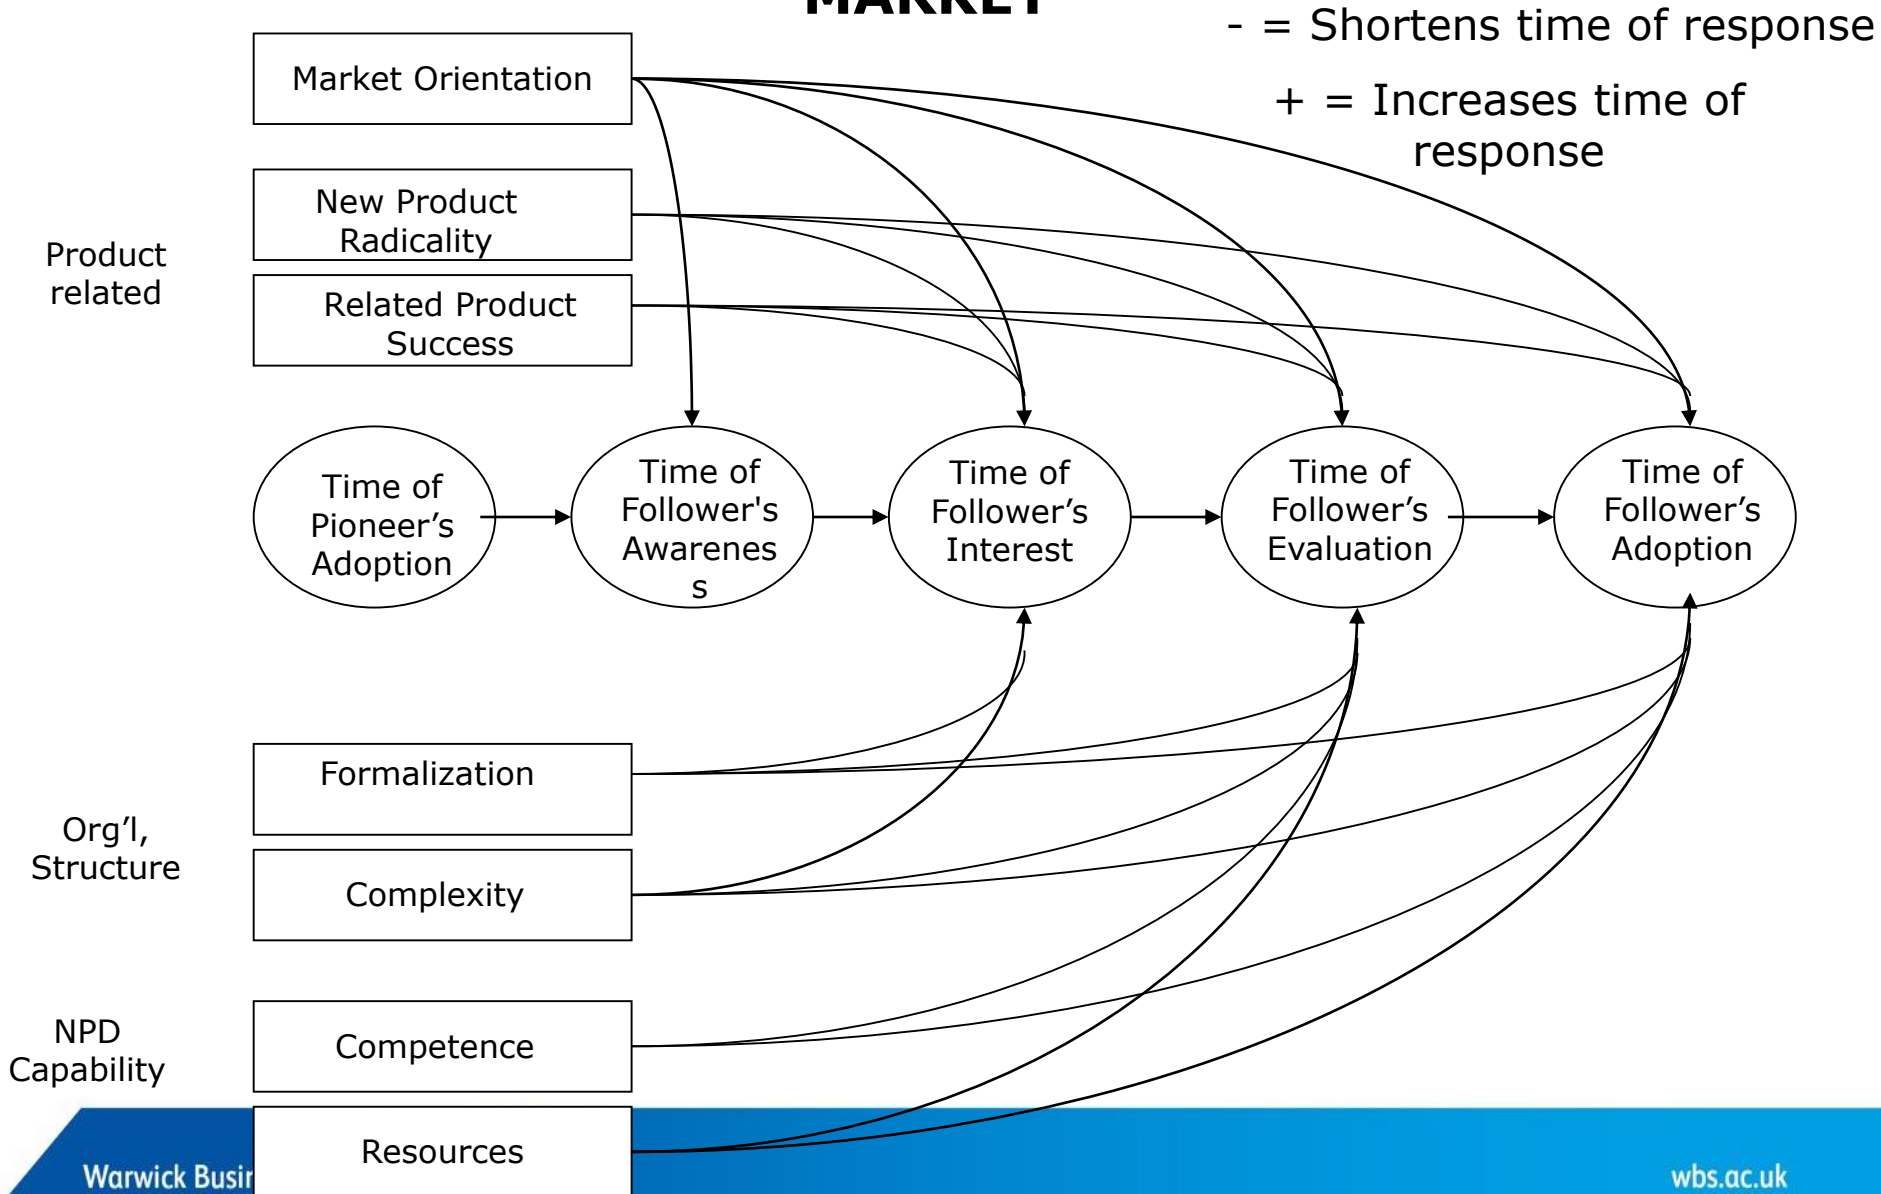 MARKET
- = Shortens time of response
+ = Increases time of
response
Market Orientation
New Product
Radicality
Product
related
Related Product
Success
Time of
Pioneer’s
Adoption
Time of
Follower's
Awarenes
s
Time of
Follower’s
Interest
Time of
Follower’s
Evaluation
Time of
Follower’s
Adoption
Formalization
Org’l,
Structure
Complexity
NPD
Capability
Competence
Resources
Warwick Busin
wbs.ac.uk